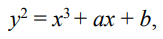 y² = x³ + ax + b,